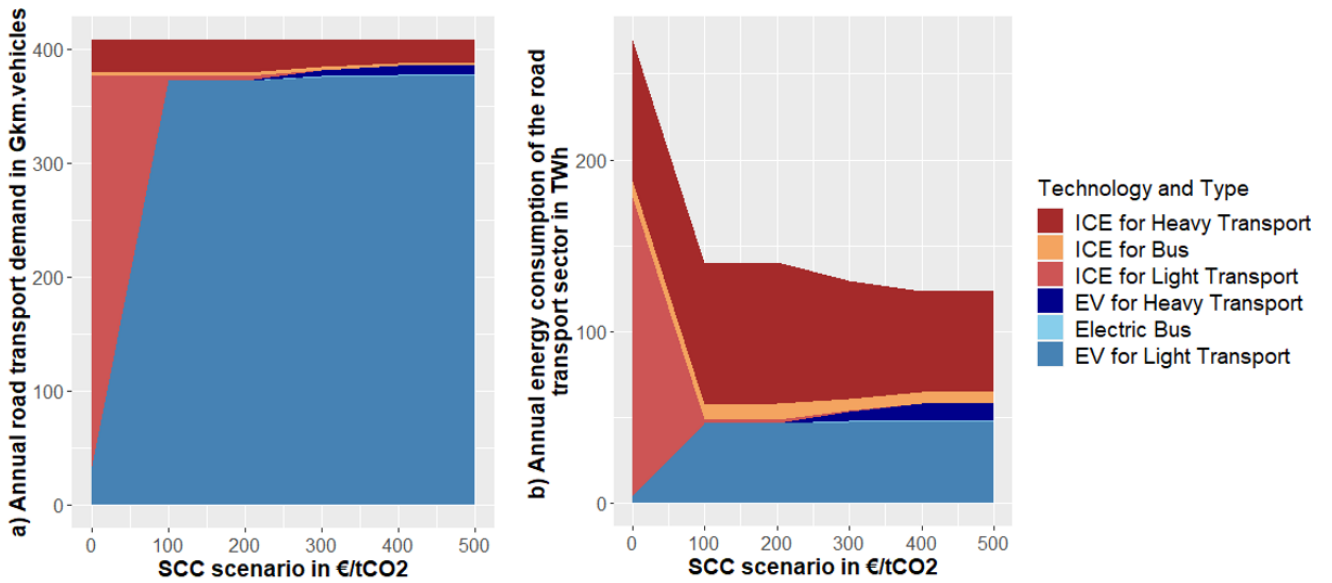 a) Annual road transport demand in Gkm.vehicles
400
300
200
100
0
0 100 200 300 400 500
SCC scenario in €/tCO2
b) Annual energy consumption of the road
transport sector in TWh
200
100
0
0 100 200 300 400 500
SCC scenario in €/tCO2
Technology and Type
ICE for Heavy Transport
ICE for Bus
ICE for Light Transport
EV for Heavy Transport
Electric Bus
EV for Light Transport